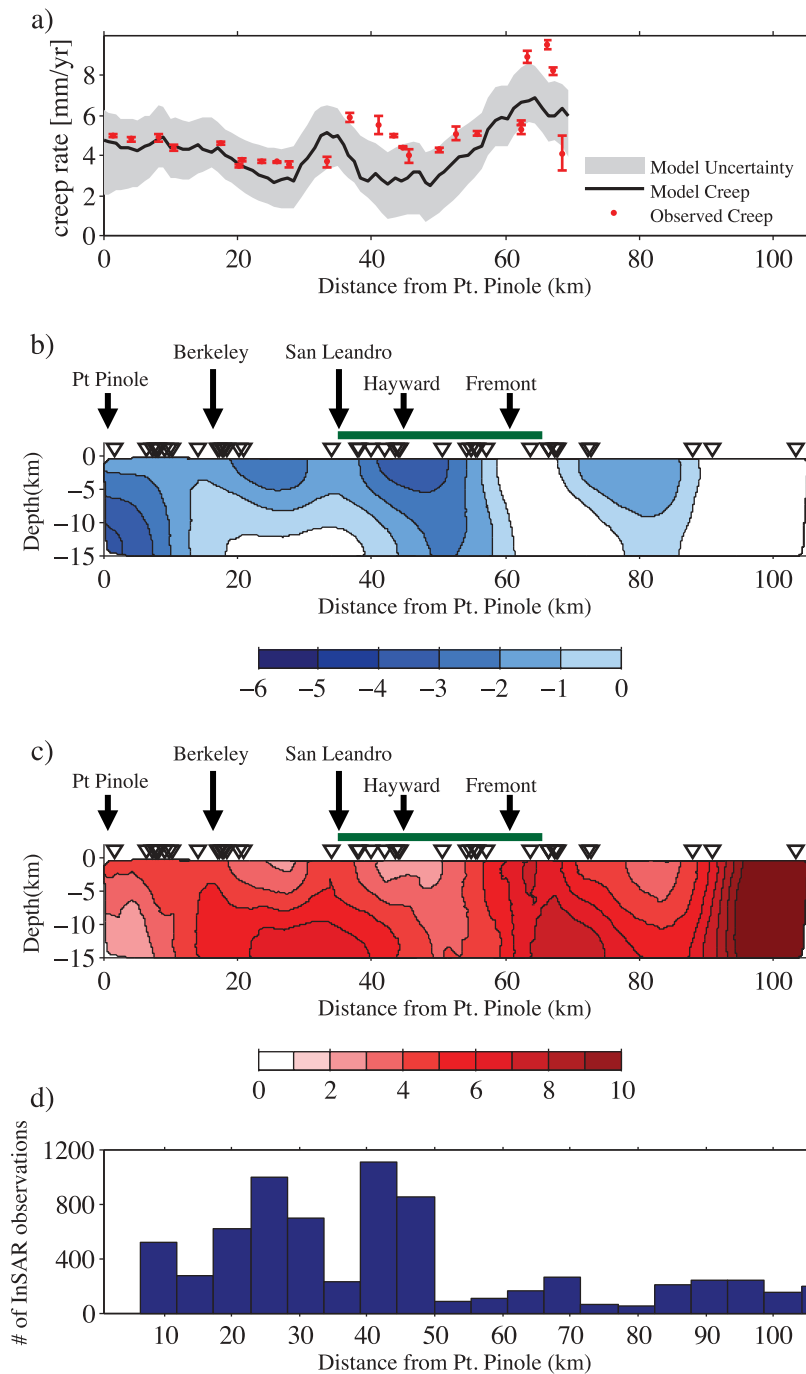 a)
creep rate [mm/yr]
8
6
4
2
0
Model Uncertainty
Model Creep
Observed Creep
0 20 40 60 80 100
Distance from Pt. Pinole (km)
b)
Berkeley San Leandro
Pt Pinole Hayward Fremont
Depth(km)
0
−5
−10
−15
0 20 40 60 80 100
Distance from Pt. Pinole (km)
−6 −5 −4 −3 −2 −1 0
c)
Berkeley San Leandro
Pt Pinole Hayward Fremont
Depth(km)
0
−5
−10
−15
0 20 40 60 80 100
Distance from Pt. Pinole (km)
0 2 4 6 8 10
d)
# of InSAR observations
1200
800
400
0
10 20 30 40 50 60 70 80 90 100
Distance from Pt. Pinole (km)